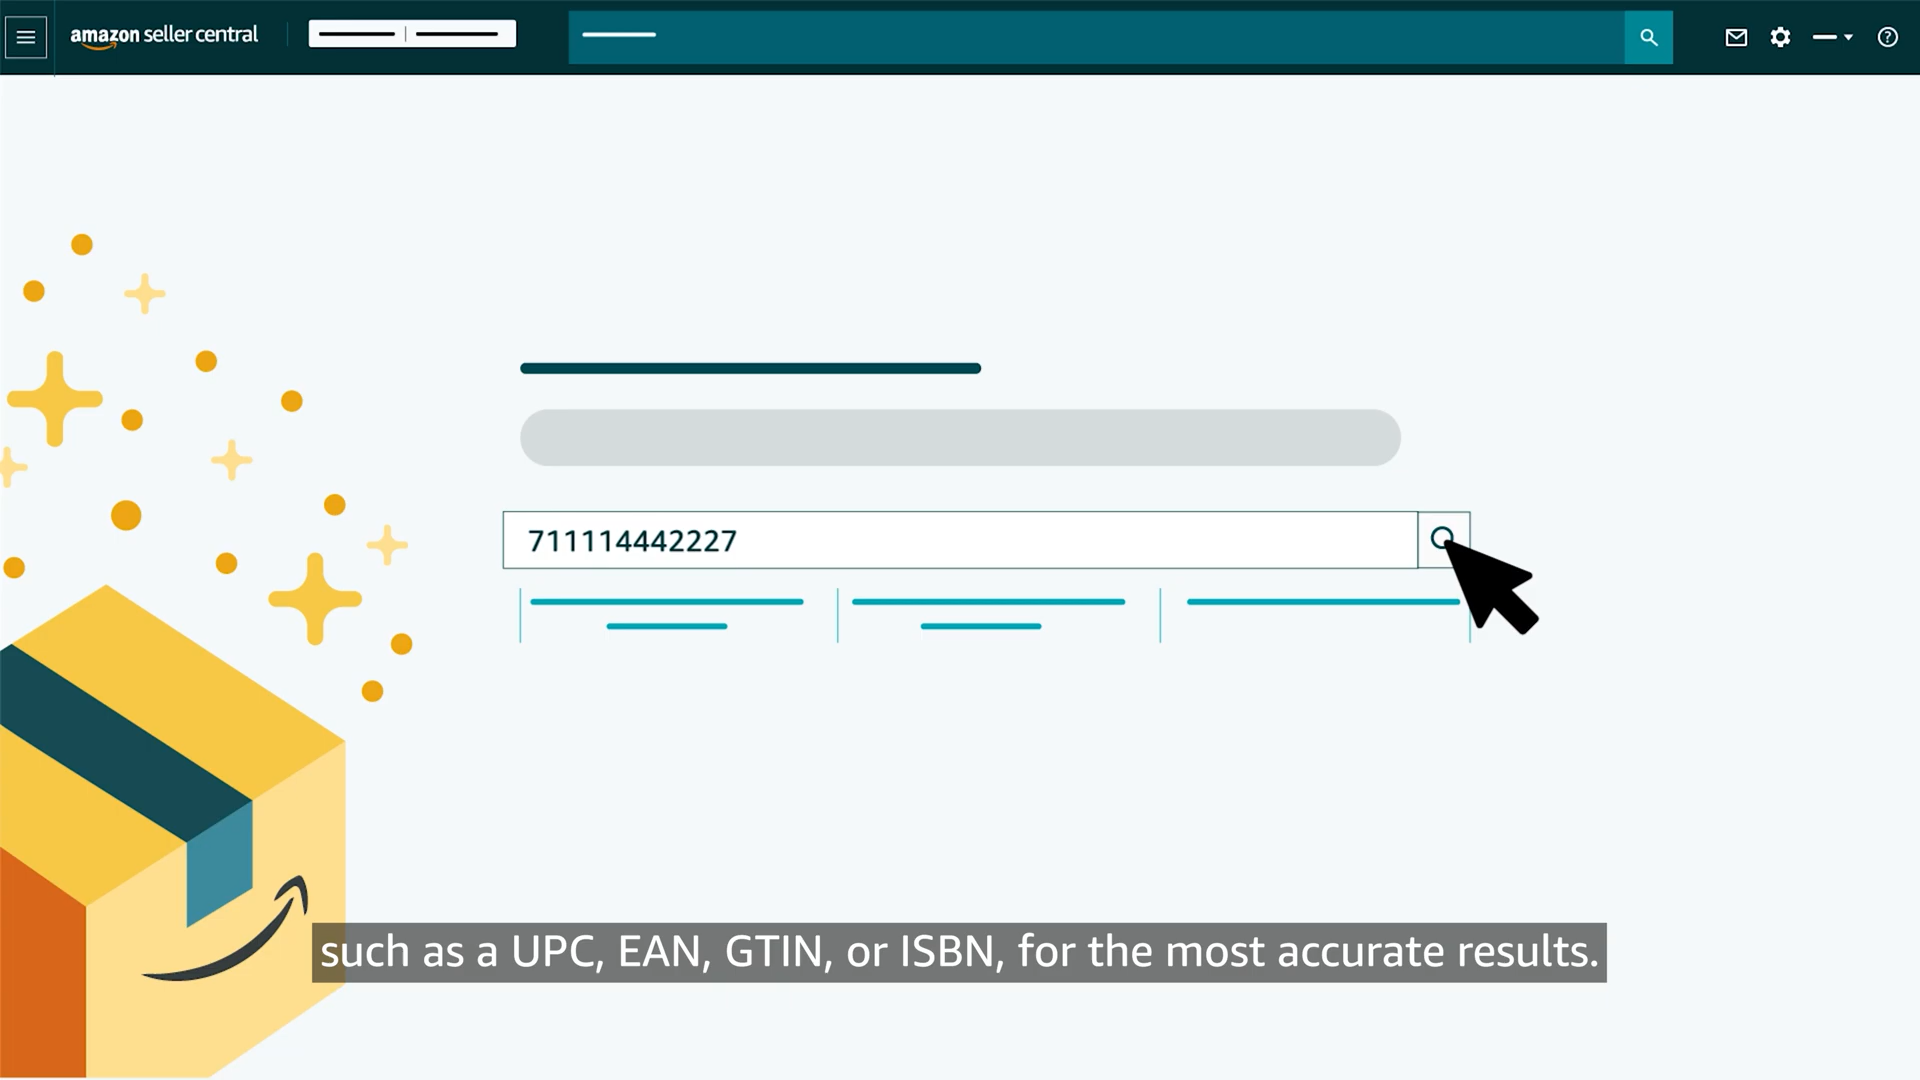 amazon seller central
711114442227
such as a UPC, EAN, GTIN, or ISBN, for the most accurate results.